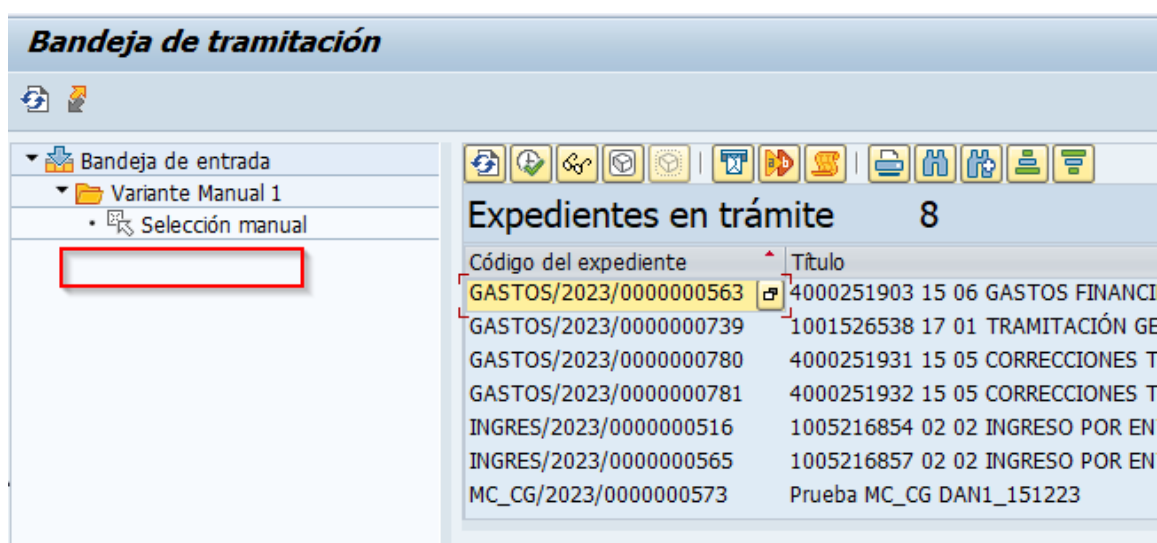 Bandeja de tramitación
Bandeja de entrada
Variante Manual 1
Selección manual
Expedientes en trámite 8
Código del expediente Título
GASTOS/2023/0000000563 4000251903 15 06 GASTOS FINANCI
GASTOS/2023/0000000739 1001526538 17 01 TRAMITACIÓN GE
GASTOS/2023/0000000780 4000251931 15 05 CORRECCIONES T
GASTOS/2023/0000000781 4000251932 15 05 CORRECCIONES T
INGRES/2023/0000000516 1005216854 02 02 INGRESO POR EN
INGRES/2023/0000000565 1005216857 02 02 INGRESO POR EN
MC_CG/2023/0000000573 Prueba MC_CG DAN1_151223